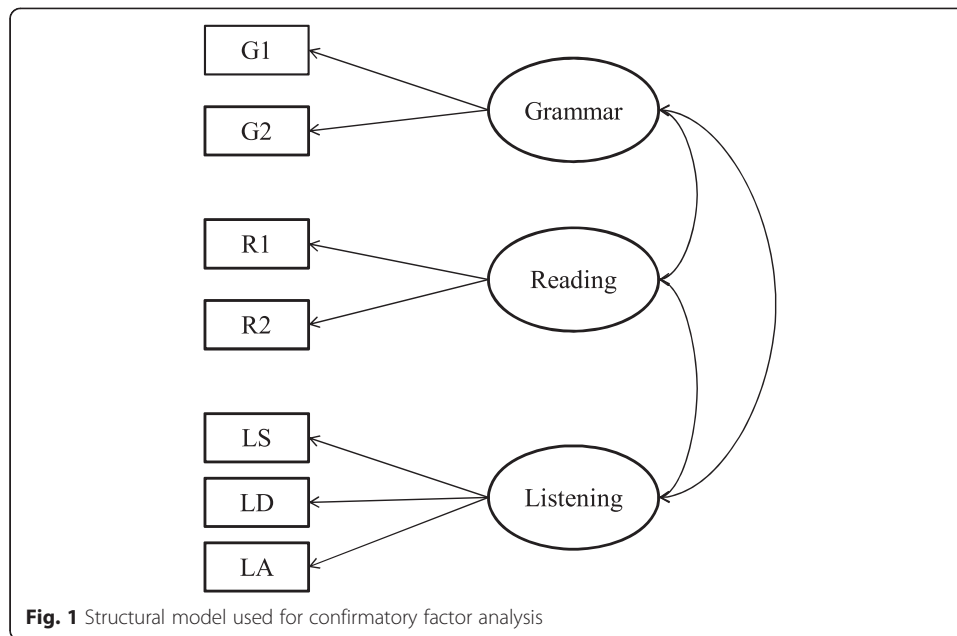 G1
G2
Grammar
R1
R2
Reading
LS
LD
LA
Listening
Fig. 1 Structural model used for confirmatory factor analysis